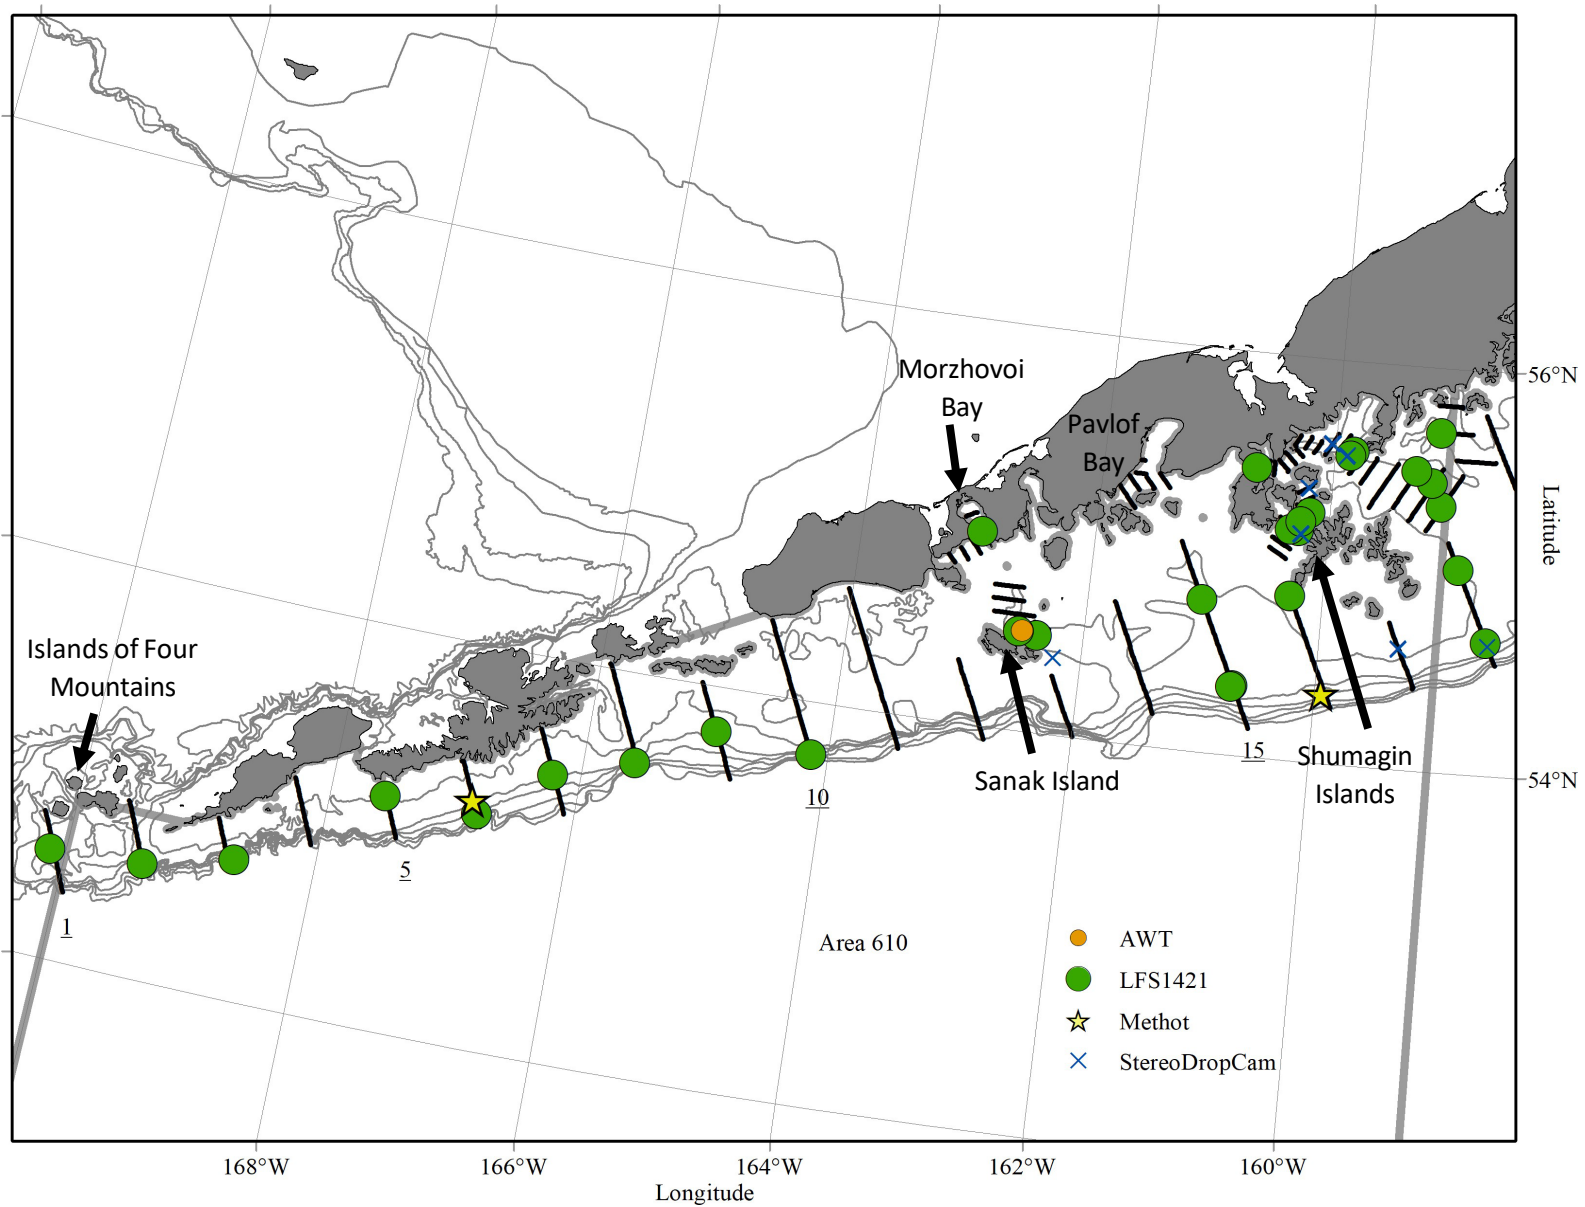 Morzhovoi
Bay
Pavlof
Bay
56°N
Latitude
Islands of Four
Mountains
Sanak Island
15
Shumagin
Islands
54°N
10
5
1
Area 610
AWT
LFS1421
Methot
StereoDropCam
168°W
166°W
164°W
162°W
160°W
Longitude